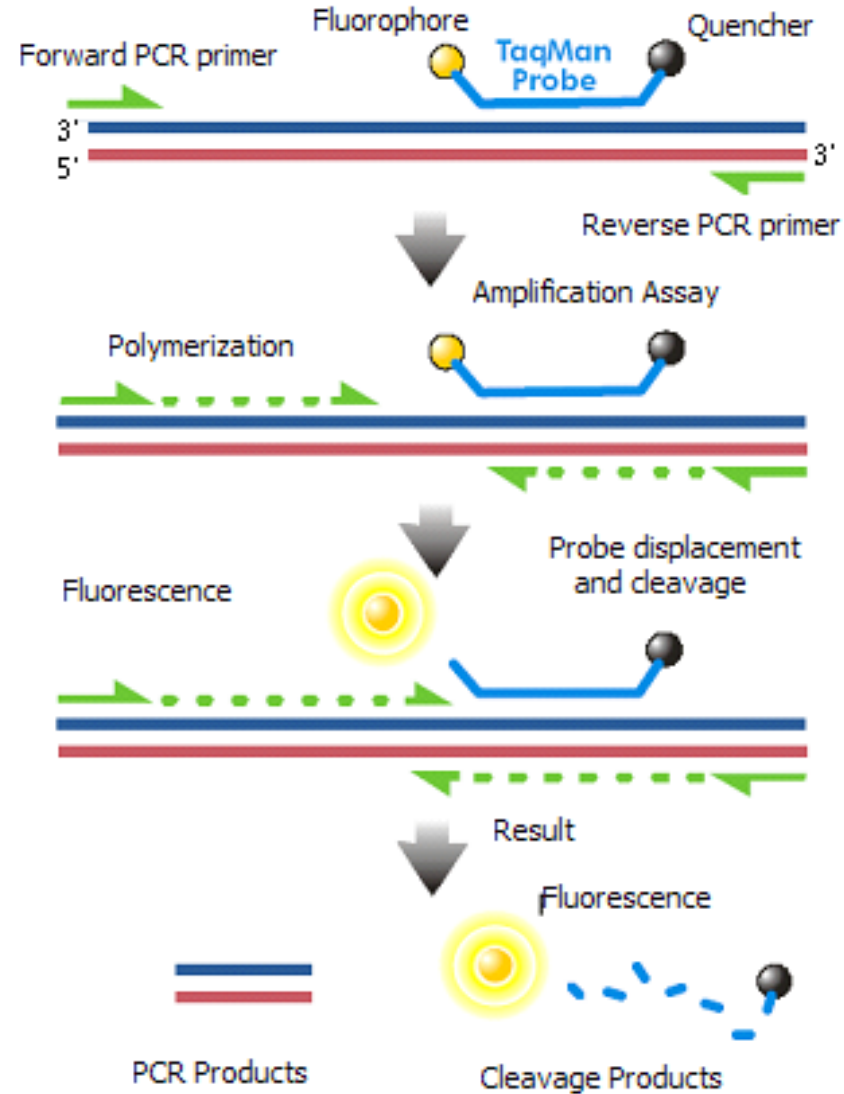 Fluorophore
Quencher
Forward PCR primer
TaqMan
Probe
3'
5'
3'
Reverse PCR primer
Amplification Assay
Polymerization
Probe displacement
and cleavage
Fluorescence
Result
Fluorescence
PCR Products
Cleavage Products